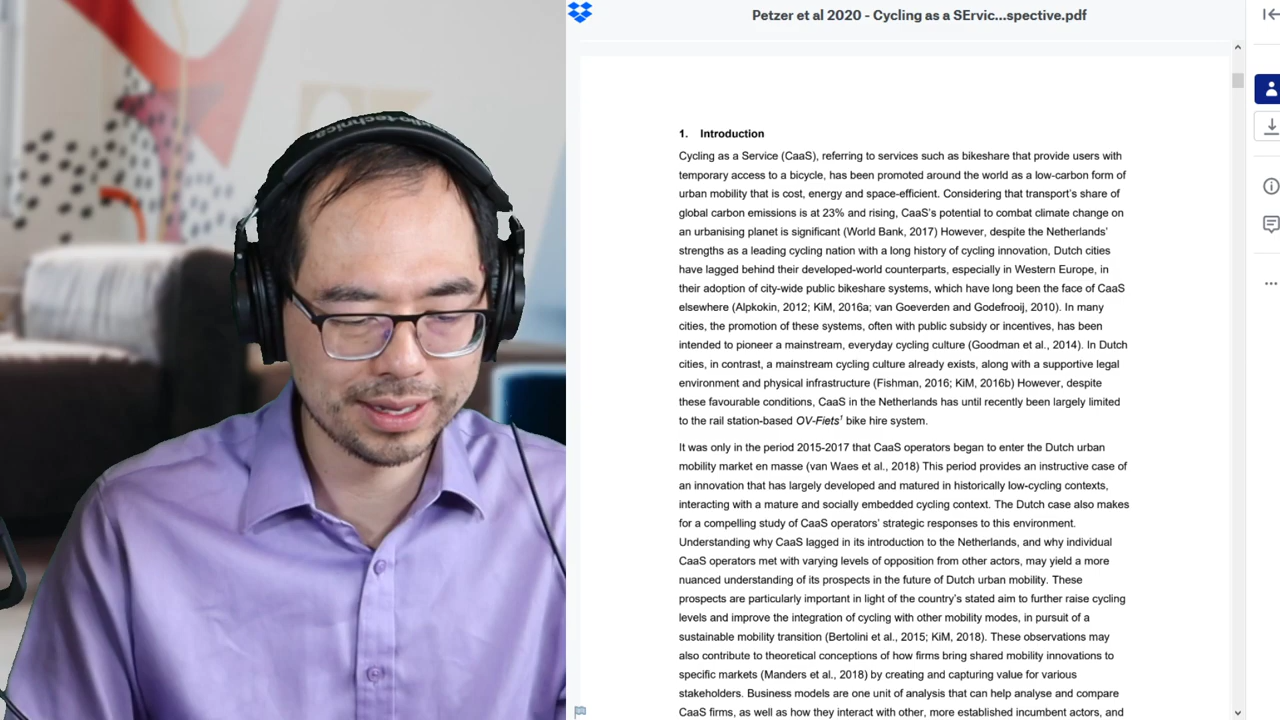 Petzer et al 2020 - Cycling as a SErvic...spective.pdf
audio-technica
1. Introduction
Cycling as a Service (CaaS), referring to services such as bikeshare that provide users with
temporary access to a bicycle, has been promoted around the world as a low-carbon form of
urban mobility that is cost, energy and space-efficient. Considering that transport's share of
global carbon emissions is at 23% and rising, CaaS's potential to combat climate change on
an urbanising planet is significant (World Bank, 2017) However, despite the Netherlands'
strengths as a leading cycling nation with a long history of cycling innovation, Dutch cities
have lagged behind their developed-world counterparts, especially in Western Europe, in
their adoption of city-wide public bikeshare systems, which have long been the face of CaaS
elsewhere (Alpkokin, 2012; KiM, 2016a; van Goeverden and Godefrooij, 2010). In many
cities, the promotion of these systems, often with public subsidy or incentives, has been
intended to pioneer a mainstream, everyday cycling culture (Goodman et al., 2014). In Dutch
cities, in contrast, a mainstream cycling culture already exists, along with a supportive legal
environment and physical infrastructure (Fishman, 2016; KiM, 2016b) However, despite
these favourable conditions, CaaS in the Netherlands has until recently been largely limited
to the rail station-based OV-Fiets¹ bike hire system.
It was only in the period 2015-2017 that CaaS operators began to enter the Dutch urban
mobility market en masse (van Waes et al., 2018) This period provides an instructive case of
an innovation that has largely developed and matured in historically low-cycling contexts,
interacting with a mature and socially embedded cycling context. The Dutch case also makes
for a compelling study of CaaS operators' strategic responses to this environment.
Understanding why CaaS lagged in its introduction to the Netherlands, and why individual
CaaS operators met with varying levels of opposition from other actors, may yield a more
nuanced understanding of its prospects in the future of Dutch urban mobility. These
prospects are particularly important in light of the country's stated aim to further raise cycling
levels and improve the integration of cycling with other mobility modes, in pursuit of a
sustainable mobility transition (Bertolini et al., 2015; KiM, 2018). These observations may
also contribute to theoretical conceptions of how firms bring shared mobility innovations to
specific markets (Manders et al., 2018) by creating and capturing value for various
stakeholders. Business models are one unit of analysis that can help analyse and compare
CaaS firms, as well as how they interact with other, more established incumbent actors, and